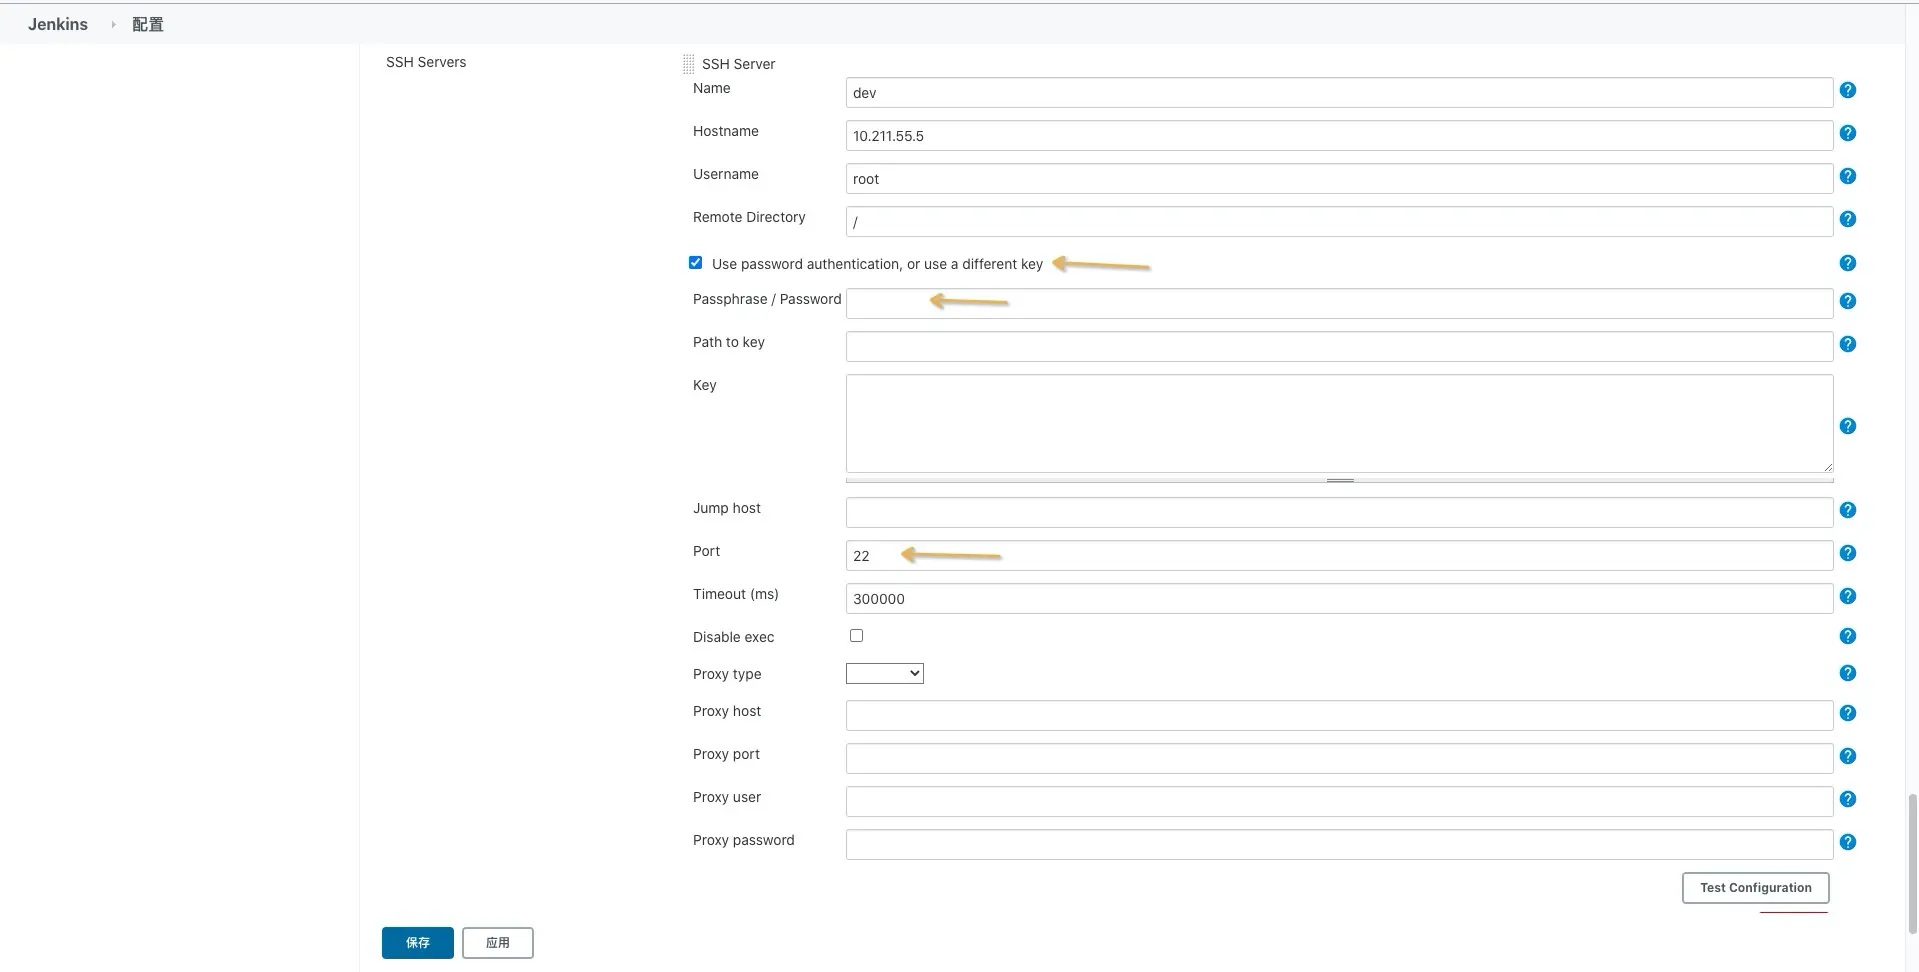 Jenkins
配置
SSH Servers
SSH Server
Name
dev
Hostname
10.211.55.5
Username
root
Remote Directory
/
Use password authentication, or use a different key
Passphrase / Password
Path to key
Key
Jump host
Port
22
Timeout (ms)
300000
Disable exec
Proxy type
Proxy host
Proxy port
Proxy user
Proxy password
Test Configuration
保存
应用